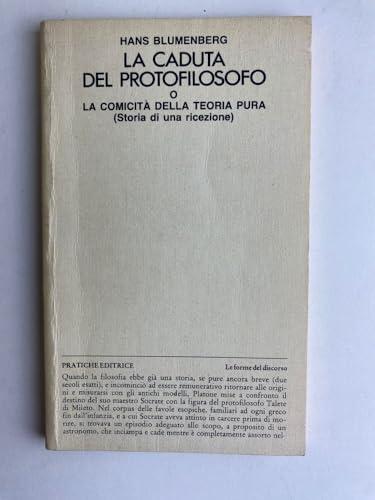 HANS BLUMENBERG
LA CADUTA
DEL PROTOFILOSOFO
O
LA COMICITÀ DELLA TEORIA PURA
(Storia di una ricezione)
PRATICHE EDITRICE Le forme del discorso
Quando la filosofia ebbe già una storia, se pure ancora breve (due
secoli esatti), e incominciò ad essere remunerativo ritornare alle origi-
ni e misurarsi con gli antichi modelli, Platone mise a confronto il
destino del suo maestro Socrate con la figura del protofilosofo Talete
di Mileto. Nel corpus delle favole esopiche, familiari ad ogni greco
fin dall'infanzia, e a cui Socrate aveva attinto in carcere prima di mo-
rire, si trovava un episodio adeguato allo scopo, a proposito di un
astronomo, che inciampa e cade mentre è completamente assorto nel-